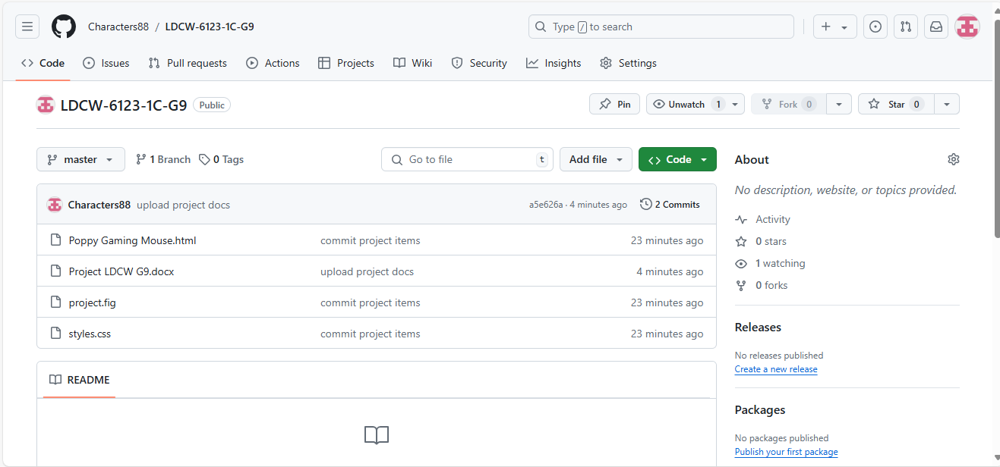 Characters88 / LDCW-6123-1C-G9 Type / to search
Code Issues Pull requests Actions Projects Wiki Security Insights Settings
LDCW-6123-1C-G9 Public Pin Unwatch 1 Fork 0 Star 0
master 1 Branch 0 Tags Go to file t Add file Code
Characters88 upload project docs a5e626a · 4 minutes ago 2 Commits
Poppy Gaming Mouse.html commit project items 23 minutes ago
Project LDCW G9.docx upload project docs 4 minutes ago
project.fig commit project items 23 minutes ago
styles.css commit project items 23 minutes ago
README
About
No description, website, or topics provided.
Activity
0 stars
1 watching
0 forks
Releases
No releases published
Create a new release
Packages
No packages published
Publish your first package